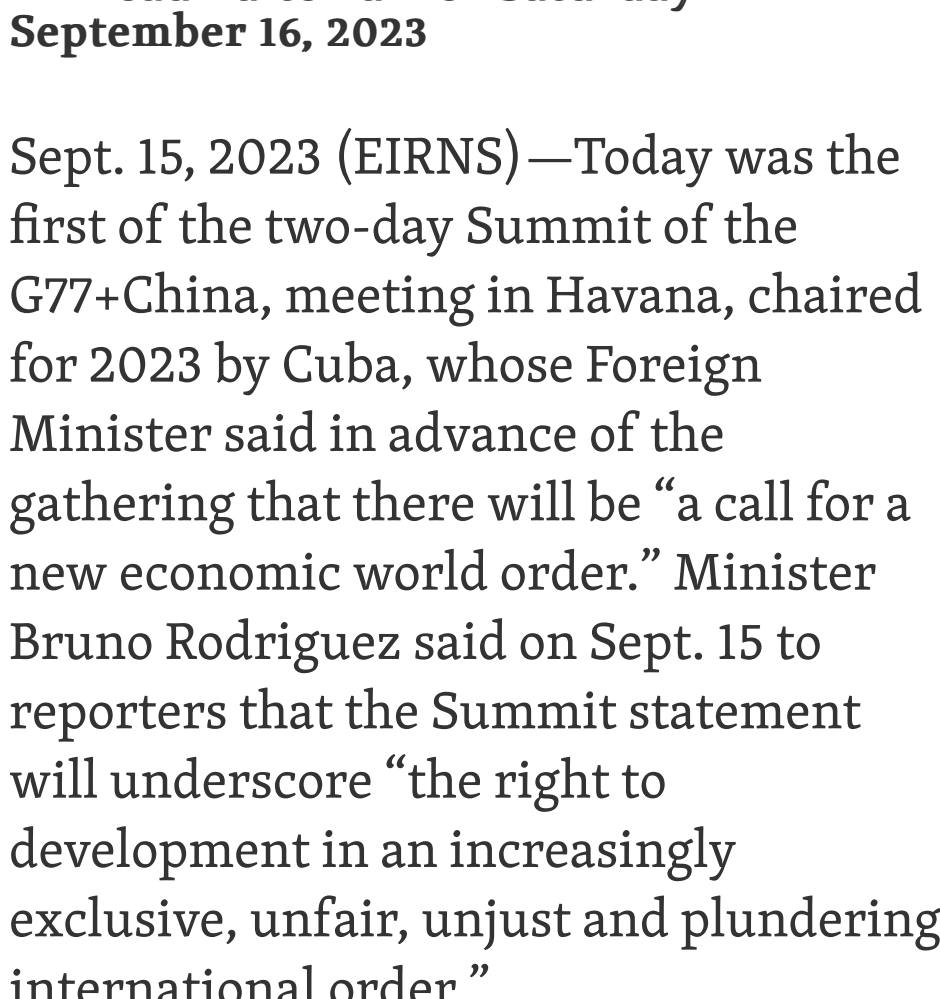 September 16, 2023
Sept. 15, 2023 (EIRNS)—Today was the
first of the two-day Summit of the
G77+China, meeting in Havana, chaired
for 2023 by Cuba, whose Foreign
Minister said in advance of the
gathering that there will be “a call for a
new economic world order.” Minister
Bruno Rodriguez said on Sept. 15 to
reporters that the Summit statement
will underscore “the right to
development in an increasingly
exclusive, unfair, unjust and plundering
international order.”